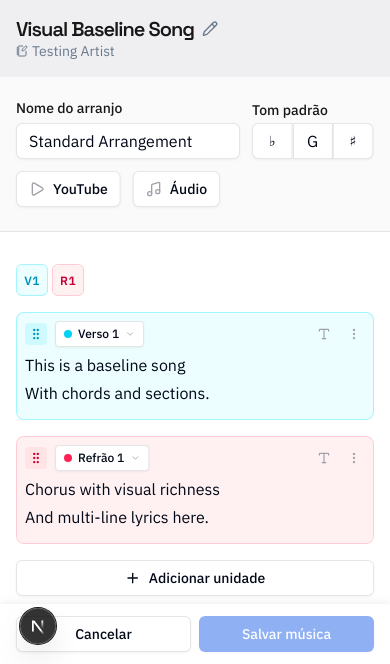 Visual Baseline Song
Testing Artist
Nome do arranjo
Tom padrão
Standard Arrangement
♭ G ♯
YouTube
Áudio
V1 R1
Verso 1
This is a baseline song
With chords and sections.
Refrão 1
Chorus with visual richness
And multi-line lyrics here.
Adicionar unidade
N
Cancelar
Salvar música